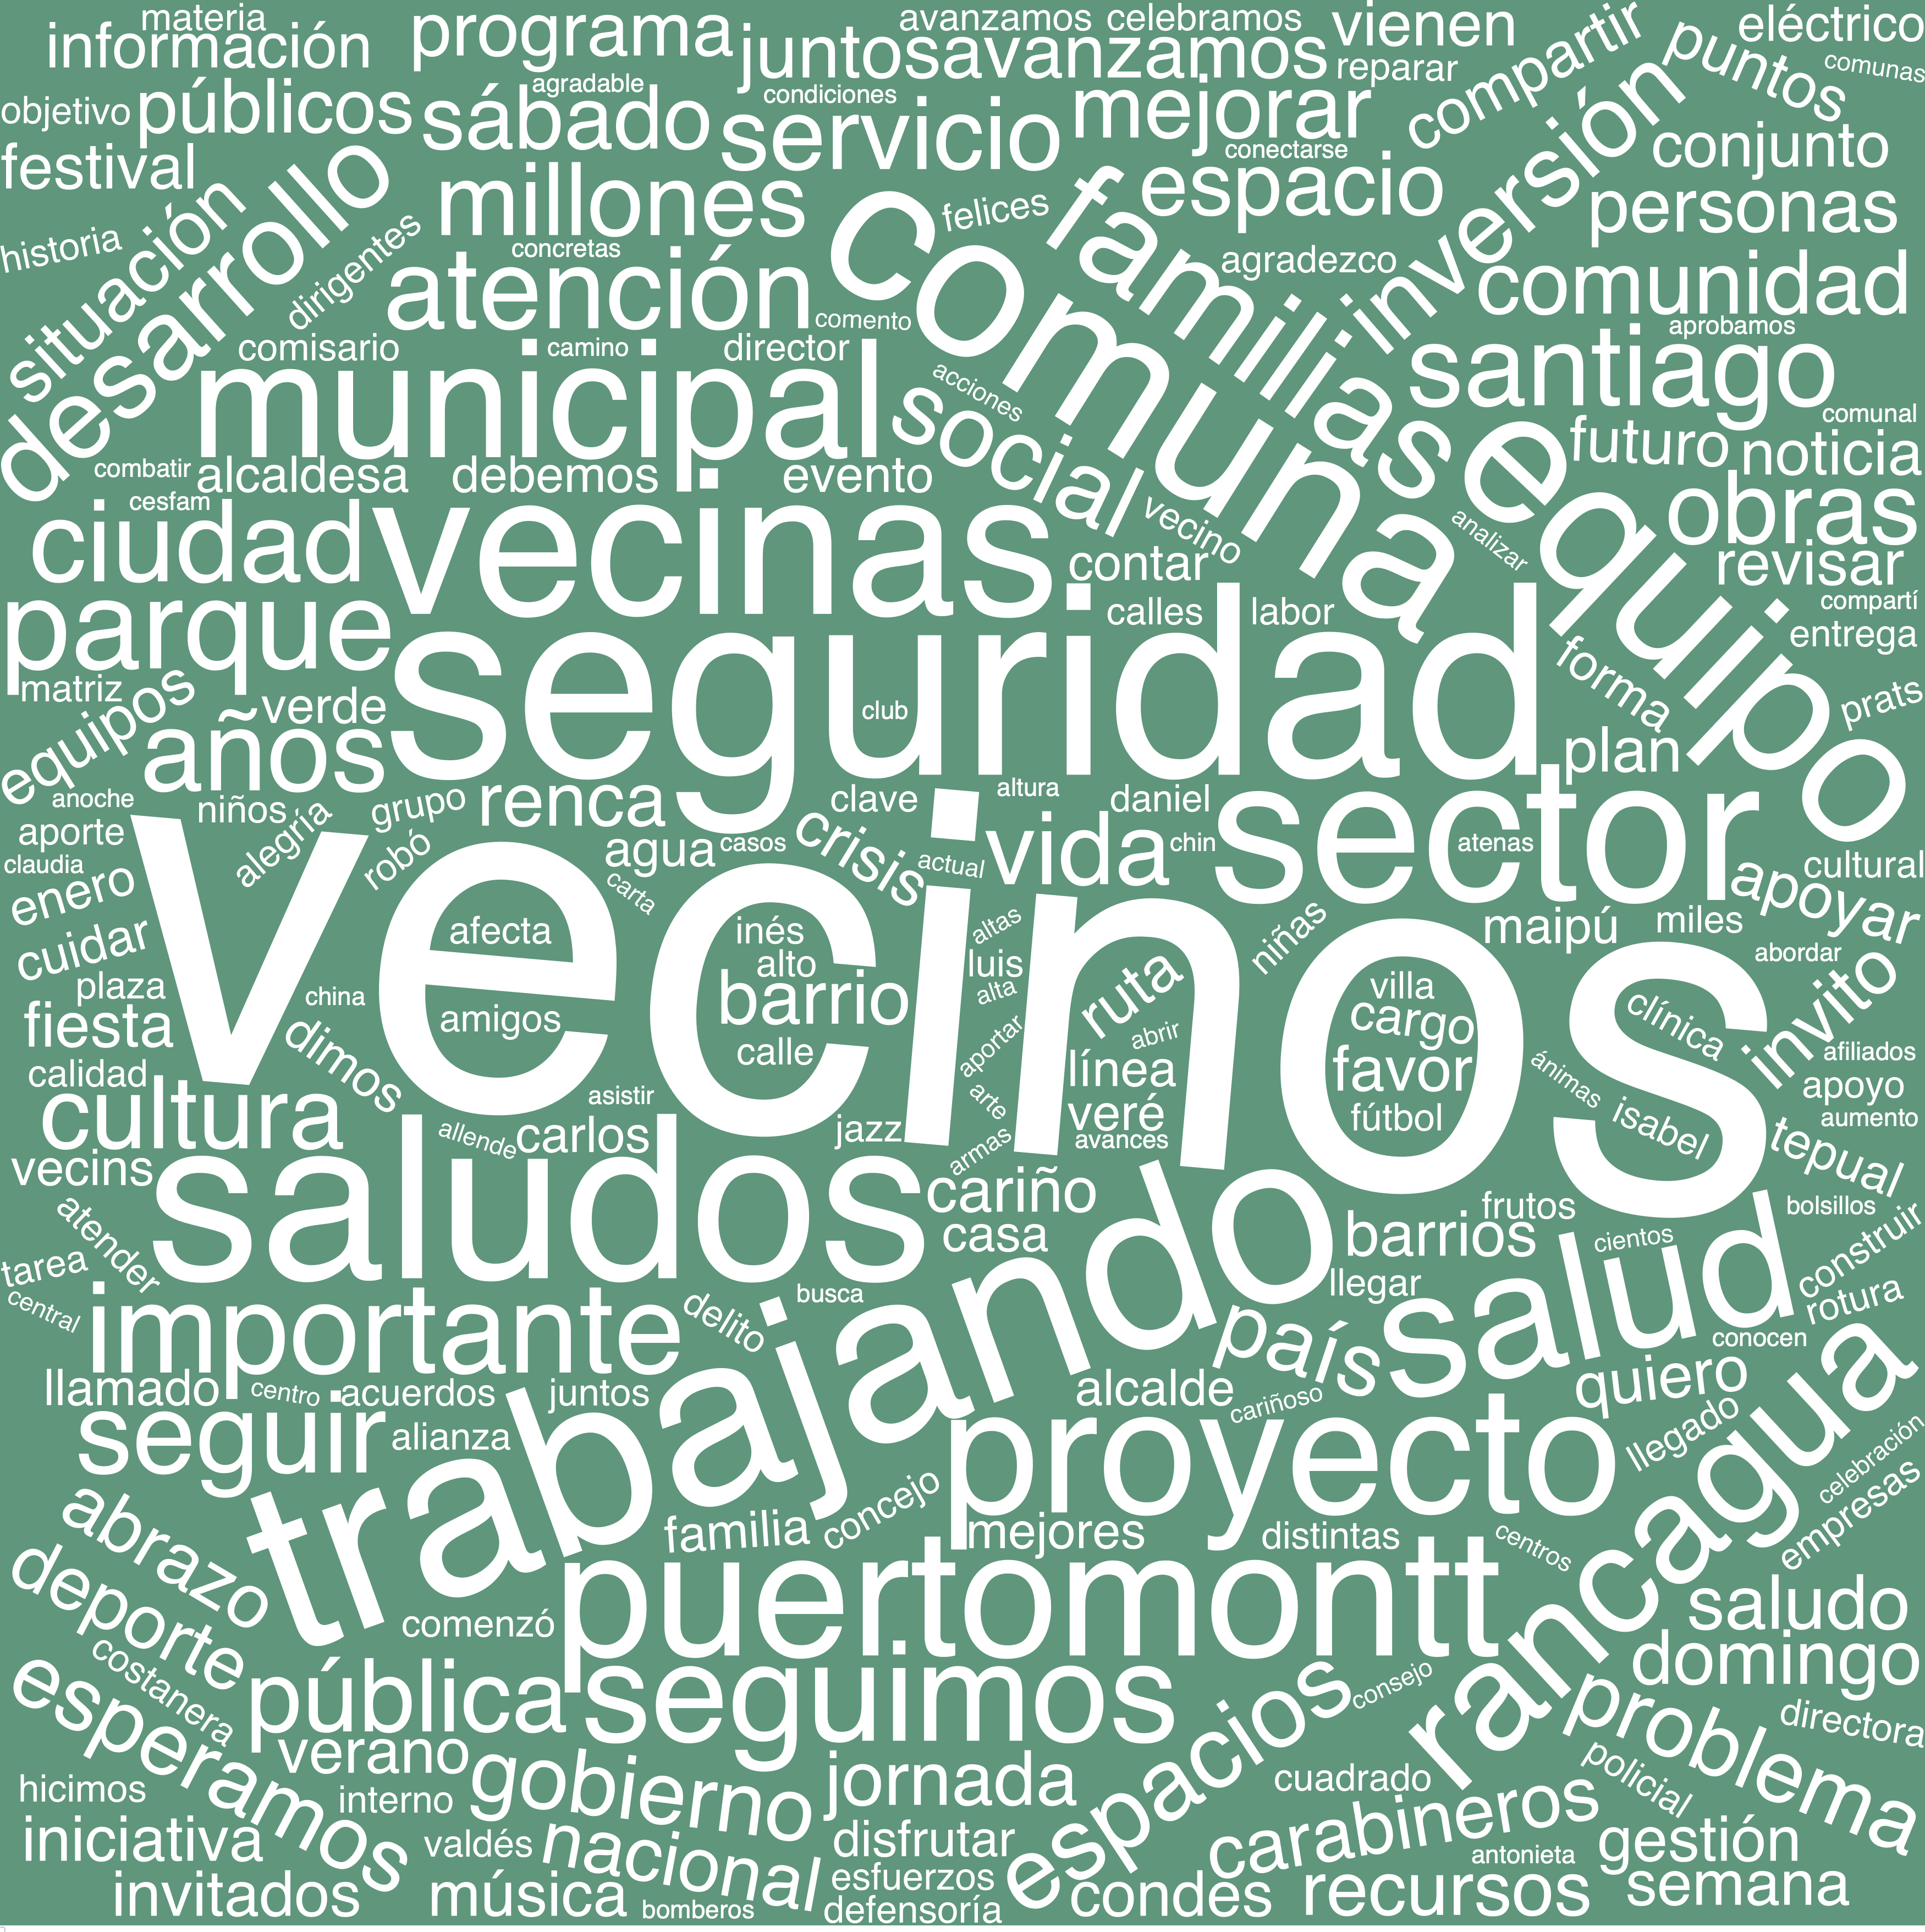 materia
avanzamos
celebramos
vienen
eléctrico
información
programa
juntosavanzamos
compartir
puntos
comunas
agradable
condiciones
reparar
objetivo
públicos
sábado
servicio
mejorar
conectarse
inversión
conjunto
festival
millones
felices
familias
espacio
personas
situación
desarrollo
historia
dirigentes
concretas
atención
comuna
agradezco
comunidad
comento
aprobamos
comisario
camino
director
santiago
municipal
acciones
social
comunal
equipo
futuro
noticia
combatir
alcaldesa
debemos
evento
cesfam
vecino
analizar
obras
ciudad
vecinas
contar
revisar
calles
labor
compartí
parque
seguridad
entrega
forma
matriz
equipos
verde
club
prats
años
plan
anoche
niños
alegría
grupo
renca
clave
altura
daniel
sector
aporte
robó
agua
casos
crisis
actual
vida
chin
atenas
claudia
cultural
enero
carta
apoyar
vecinos
afecta
inés
altas
niñas
maipú
miles
cuidar
alto
luis
abordar
plaza
china
barrio
alta
ruta
villa
clínica
invito
fiesta
amigos
cargo
dimos
calle
aportar
abrir
afiliados
calidad
línea
favor
ánimas
apoyo
asistir
arte
cultura
veré
fútbol
isabel
aumento
allende
carlos
jazz
armas
avances
tepual
vecins
saludos
cariño
frutos
bolsillos
atender
casa
barrios
cientos
construir
tarea
central
importante
delito
busca
trabajando
llegar
salud
rotura
país
conocen
llamado
centro
acuerdos
juntos
alcalde
cariñoso
quiero
rancagua
seguir
alianza
proyecto
llegado
celebración
abrazo
familia
concejo
mejores
distintas
centros
empresas
deporte
comenzó
puertomontt
saludo
costanera
pública
seguimos
espacios
consejo
domingo
esperamos
problema
directora
verano
gobierno
jornada
cuadrado
policial
hicimos
interno
carabineros
iniciativa
valdés
nacional
disfrutar
antonieta
gestión
invitados
música
bomberos
esfuerzos
defensoría
condes
recursos
semana